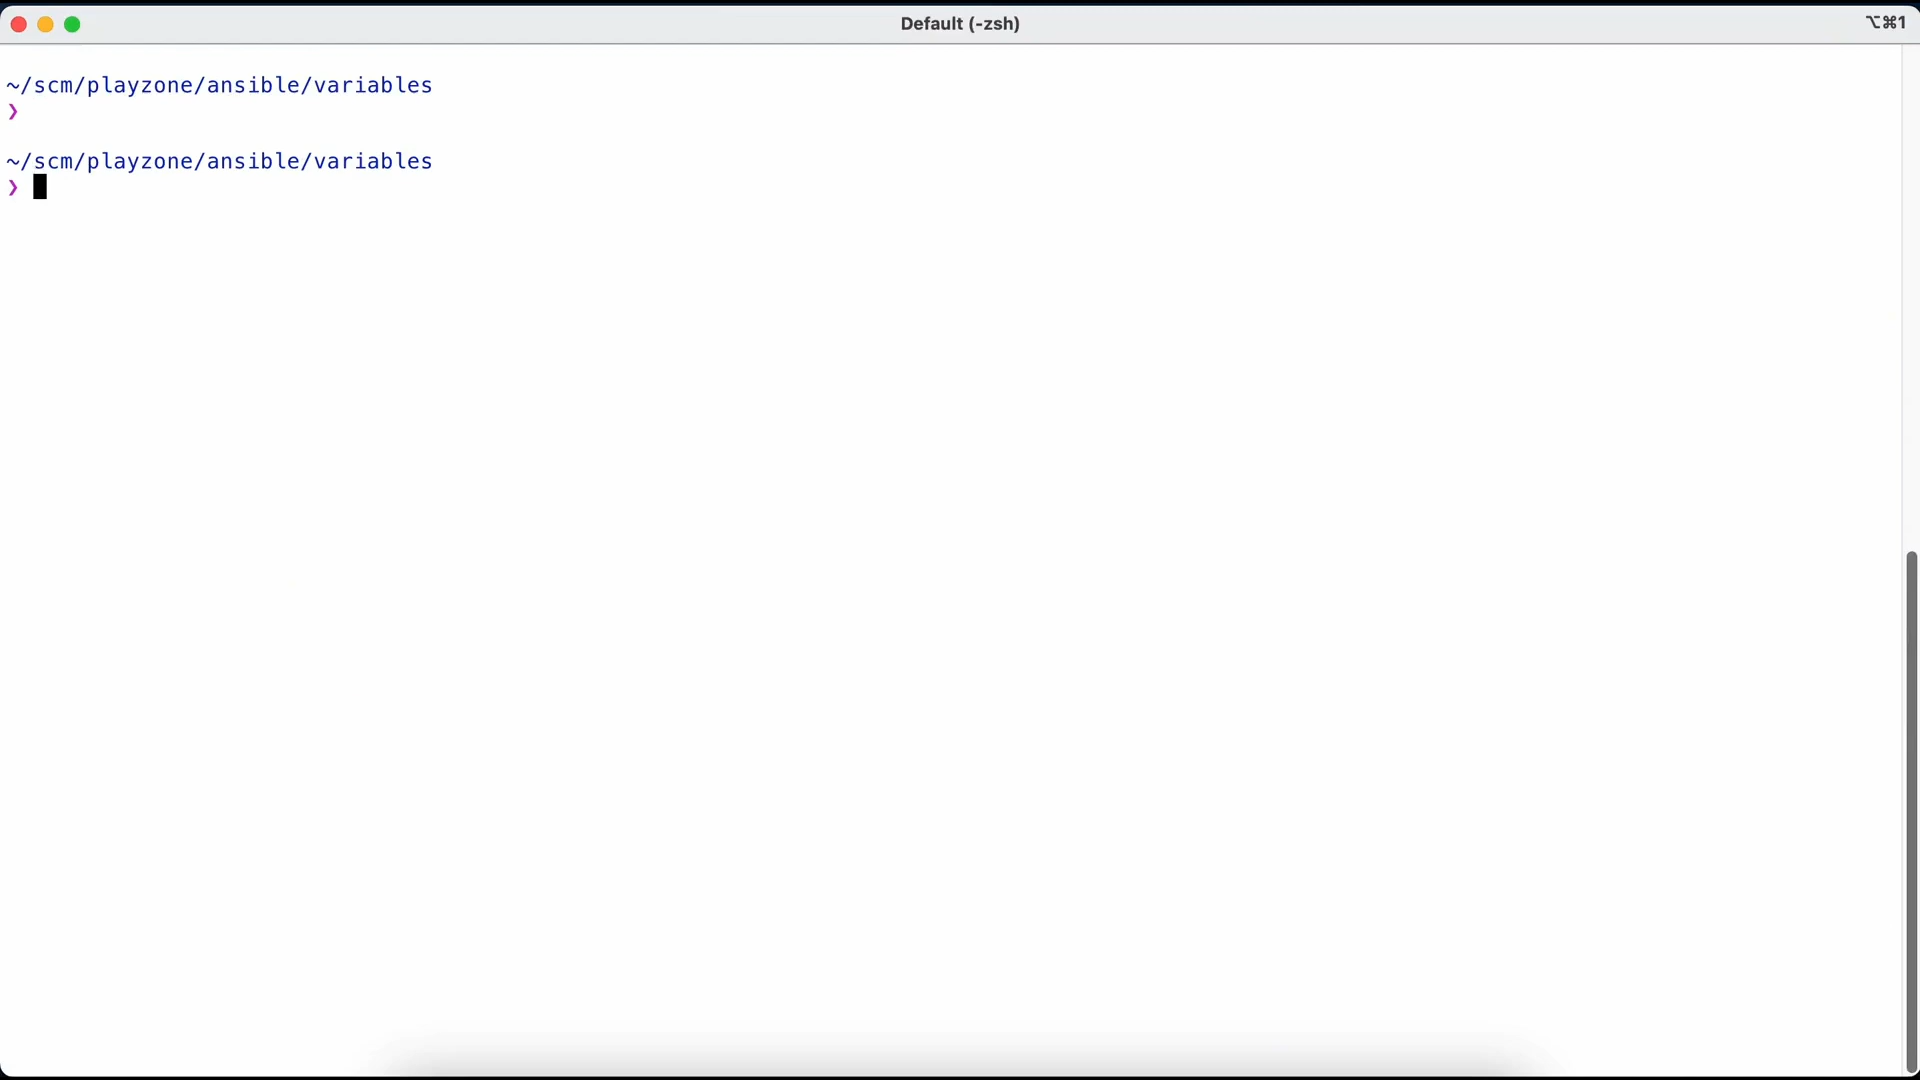 Default (-zsh)
⌥⌘1
~/scm/playzone/ansible/variables
❯
~/scm/playzone/ansible/variables
❯